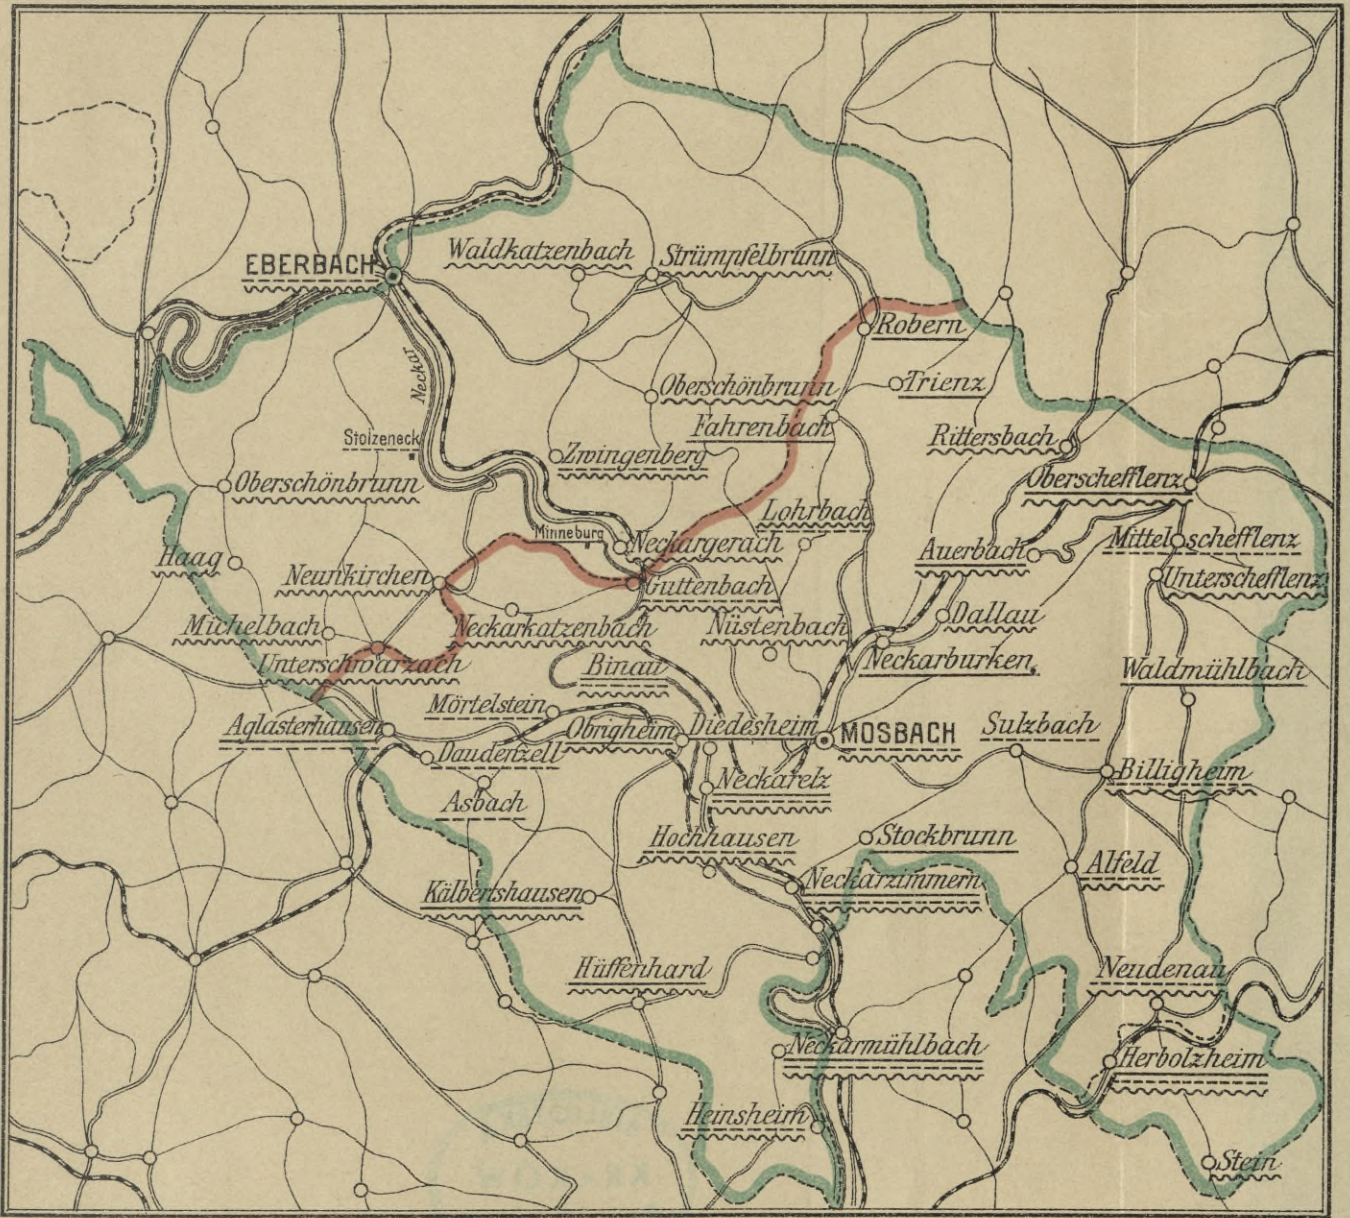 Waldkatzenbach
Strümpfelbrunn
EBERBACH
Robern
Neckar
Oberschönbrunn
Trienz
Fahrenbach
Stolzeneck
Rittersbach
Zwingenberg
Oberschönbrunn
Oberschefflenz
Lohrbach
Minneburg
Neckargerach
Auerbach
Mittelschefflenz
Haag
Neunkirchen
Guttenbach
Unterschefflenz
Dallau
Michelbach
Neckarkatzenbach
Nüstenbach
Unterschwarzach
Binau
Neckarburken.
Waldmühlbach
Mörtelstein
Aglasterhausen
Obrigheim
Diedesheim
MOSBACH
Sulzbach
Daudenzell
Neckarelz
Billigheim
Asbach
Hochhausen
Stockbrunn
Alfeld
Kälbertshausen
Neckarzimmern
Hüffenhard
Neudenau
Neckarmühlbach
Herbolzheim
Heinsheim
Stein